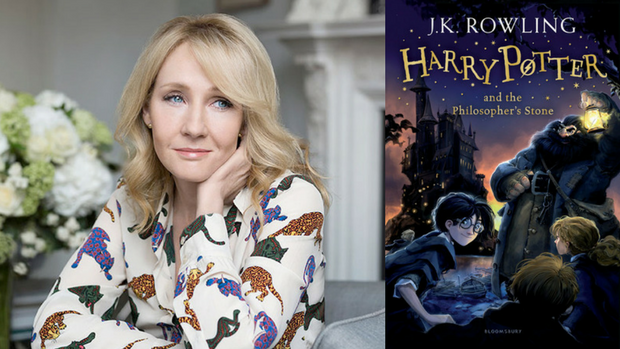 J.K. ROWLING
HARRY POTTER
and the
Philosopher's Stone
BLOOMSBURY